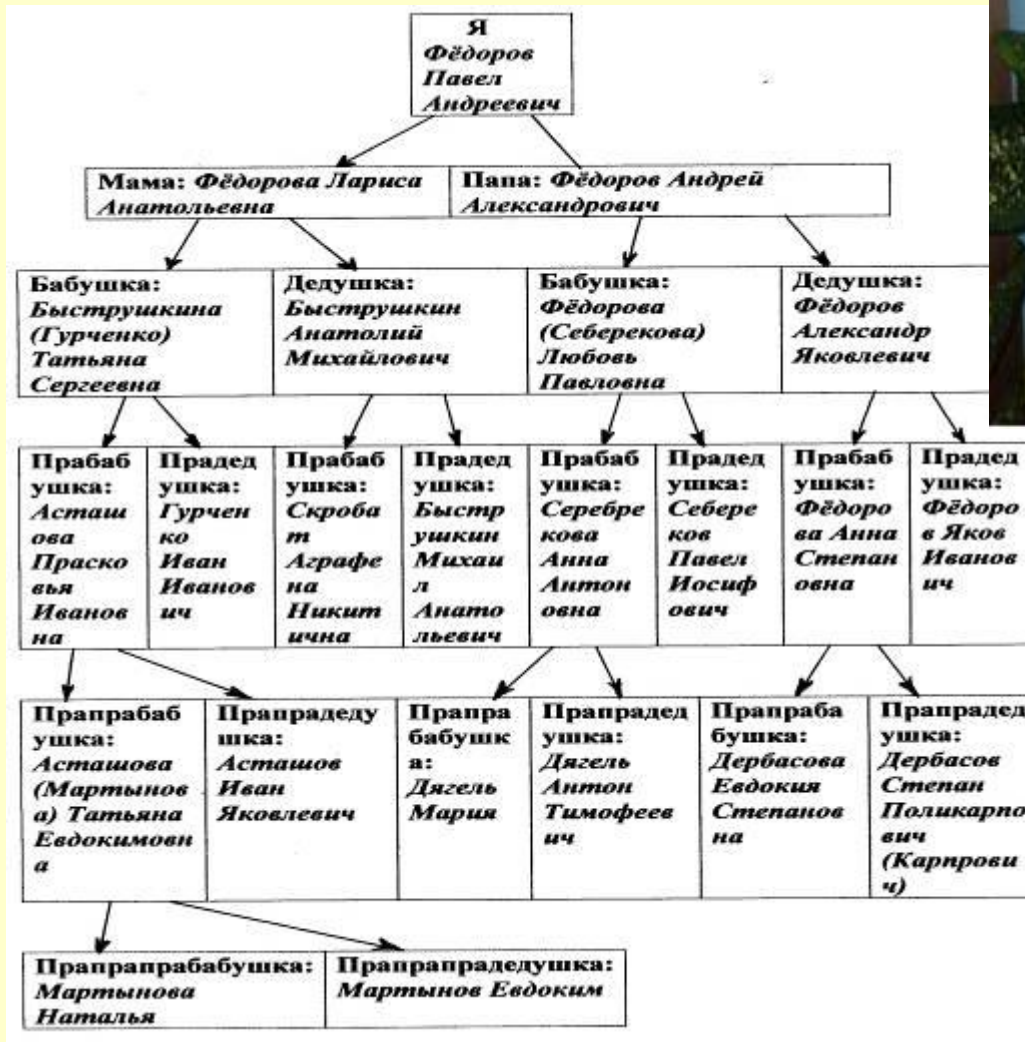 Я
Фёдоров
Павел
Андреевич
Мама: Фёдорова Лариса
Анатольевна
Папа: Фёдоров Андрей
Александрович
Бабушка:
Быструшкина
(Гурченко)
Татьяна
Сергеевна
Дедушка:
Быструшкин
Анатолий
Михайлович
Бабушка:
Фёдорова
(Себерекова)
Любовь
Павловна
Дедушка:
Фёдоров
Александр
Яковлевич
Прабаб
ушка:
Асташ
ова
Праско
вья
Иванов
на
Прадед
ушка:
Гурчен
ко
Иван
Иванов
ич
Прабаб
ушка:
Скроба
т
Аграфе
на
Никит
ична
Прадед
ушка:
Быстр
ушкин
Михаи
л
Анато
льевич
Прабаб
ушка:
Серебре
кова
Анна
Антон
овна
Прадед
ушка:
Себере
ков
Павел
Иосиф
ович
Прабаб
ушка:
Фёдоро
ва Анна
Степан
овна
Прадед
ушка:
Фёдоро
в Яков
Иванов
ич
Прапрабаб
ушка:
Асташова
(Мартынов
а) Татьяна
Евдокимовн
а
Прапрадеду
шка:
Асташов
Иван
Яковлевич
Прапра
бабушк
а:
Дягель
Мария
Прапрадед
ушка:
Дягель
Антон
Тимофеев
ич
Прапраба
бушка:
Дербасова
Евдокия
Степанов
на
Прапрадед
ушка:
Дербасов
Степан
Поликарпо
вич
(Карпрови
ч)
Прапрапрабабушка:
Мартынова
Наталья
Прапрапрадедушка:
Мартынов Евдоким